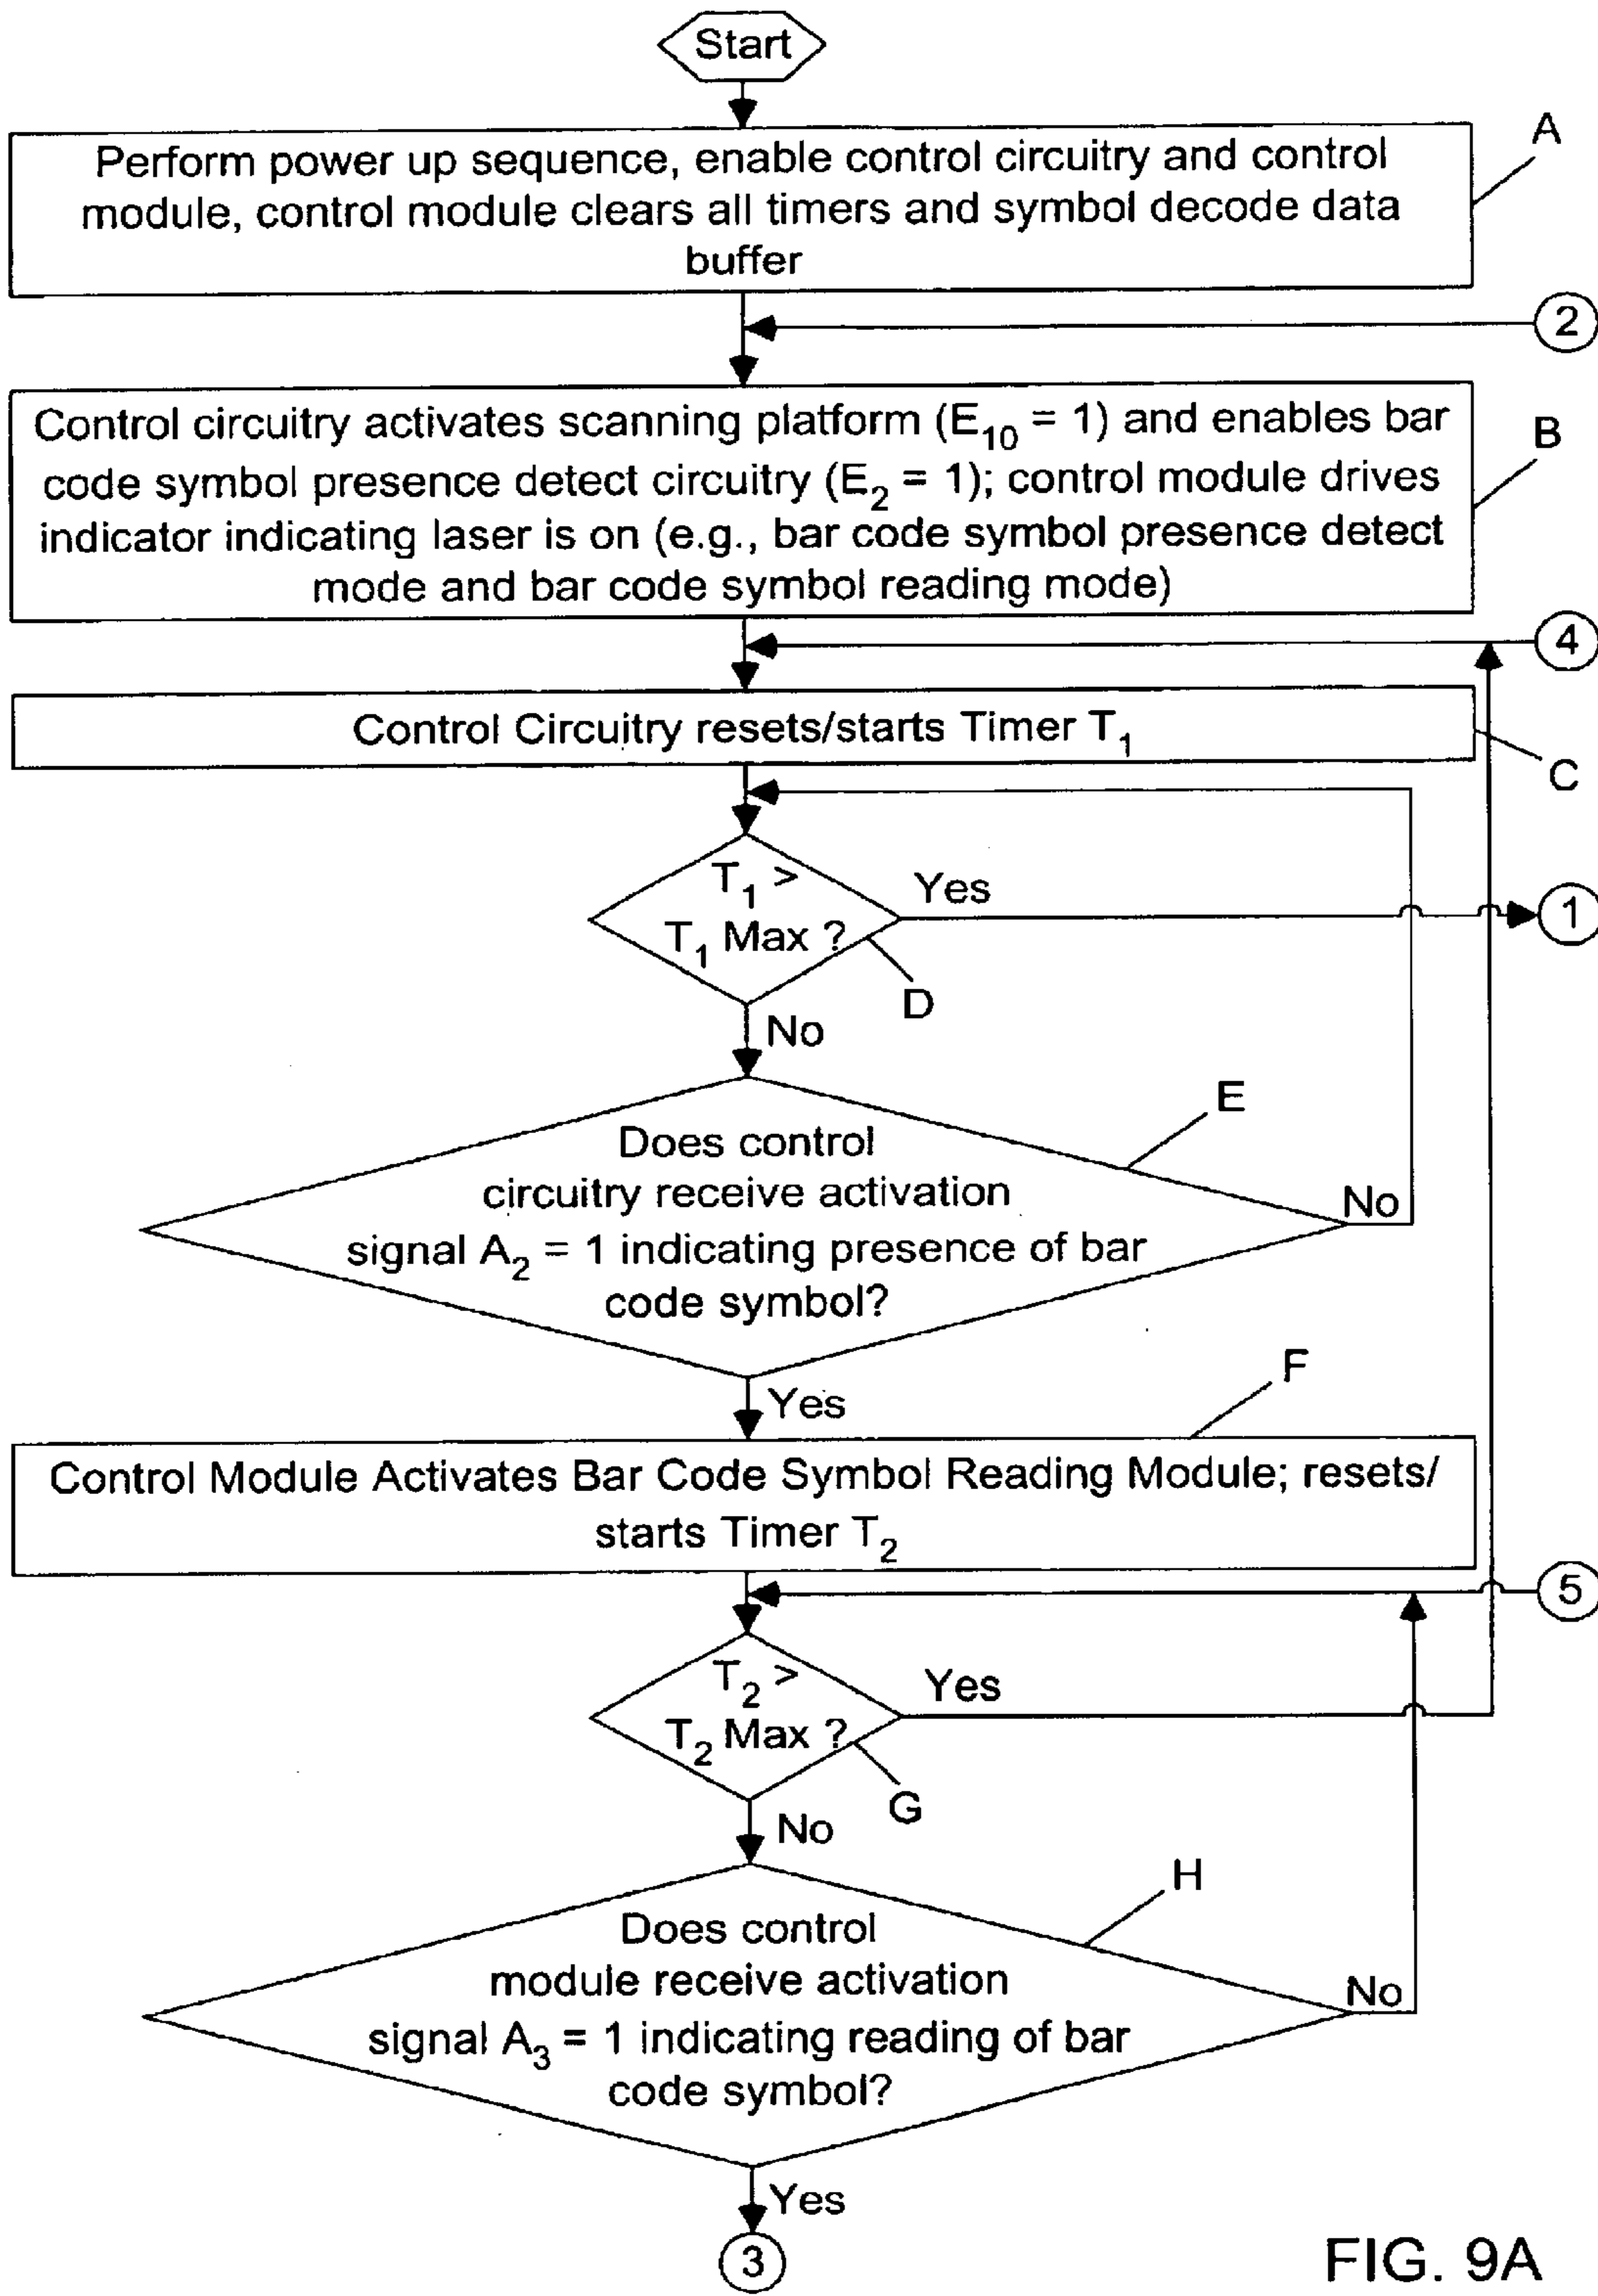 Start
Perform power up sequence, enable control circuitry and control
module, control module clears all timers and symbol decode data
buffer
A
2
Control circuitry activates scanning platform (E10 = 1) and enables bar
code symbol presence detect circuitry (E2 = 1); control module drives
indicator indicating laser is on (e.g., bar code symbol presence detect
mode and bar code symbol reading mode)
B
4
Control Circuitry resets/starts Timer T1
C
T1 >
T1 Max ?
Yes
1
D
No
Does control
circuitry receive activation
signal A2 = 1 indicating presence of bar
code symbol?
E
No
Yes
F
Control Module Activates Bar Code Symbol Reading Module; resets/
starts Timer T2
5
T2 >
T2 Max ?
Yes
G
No
Does control
module receive activation
signal A3 = 1 indicating reading of bar
code symbol?
H
No
Yes
3
FIG. 9A